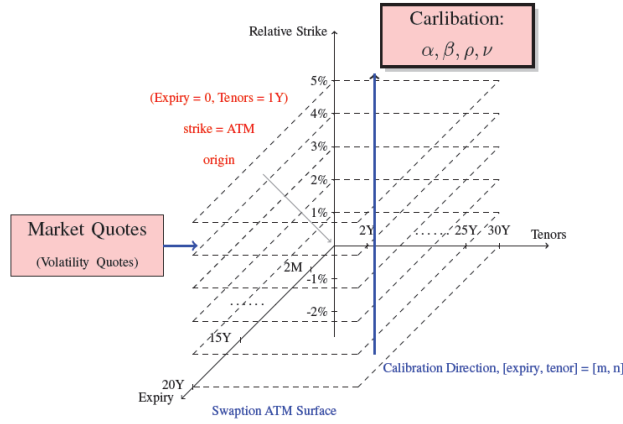 Carlibation:
α, β, ρ, ν
Relative Strike
5%
(Expiry = 0, Tenors = 1Y)
4%
strike = ATM
3%
origin
2%
1%
Market Quotes
(Volatility Quotes)
2Y
......
25Y
30Y
Tenors
2M
-1%
......
-2%
15Y
Calibration Direction, [expiry, tenor] = [m, n]
20Y
Expiry
Swaption ATM Surface